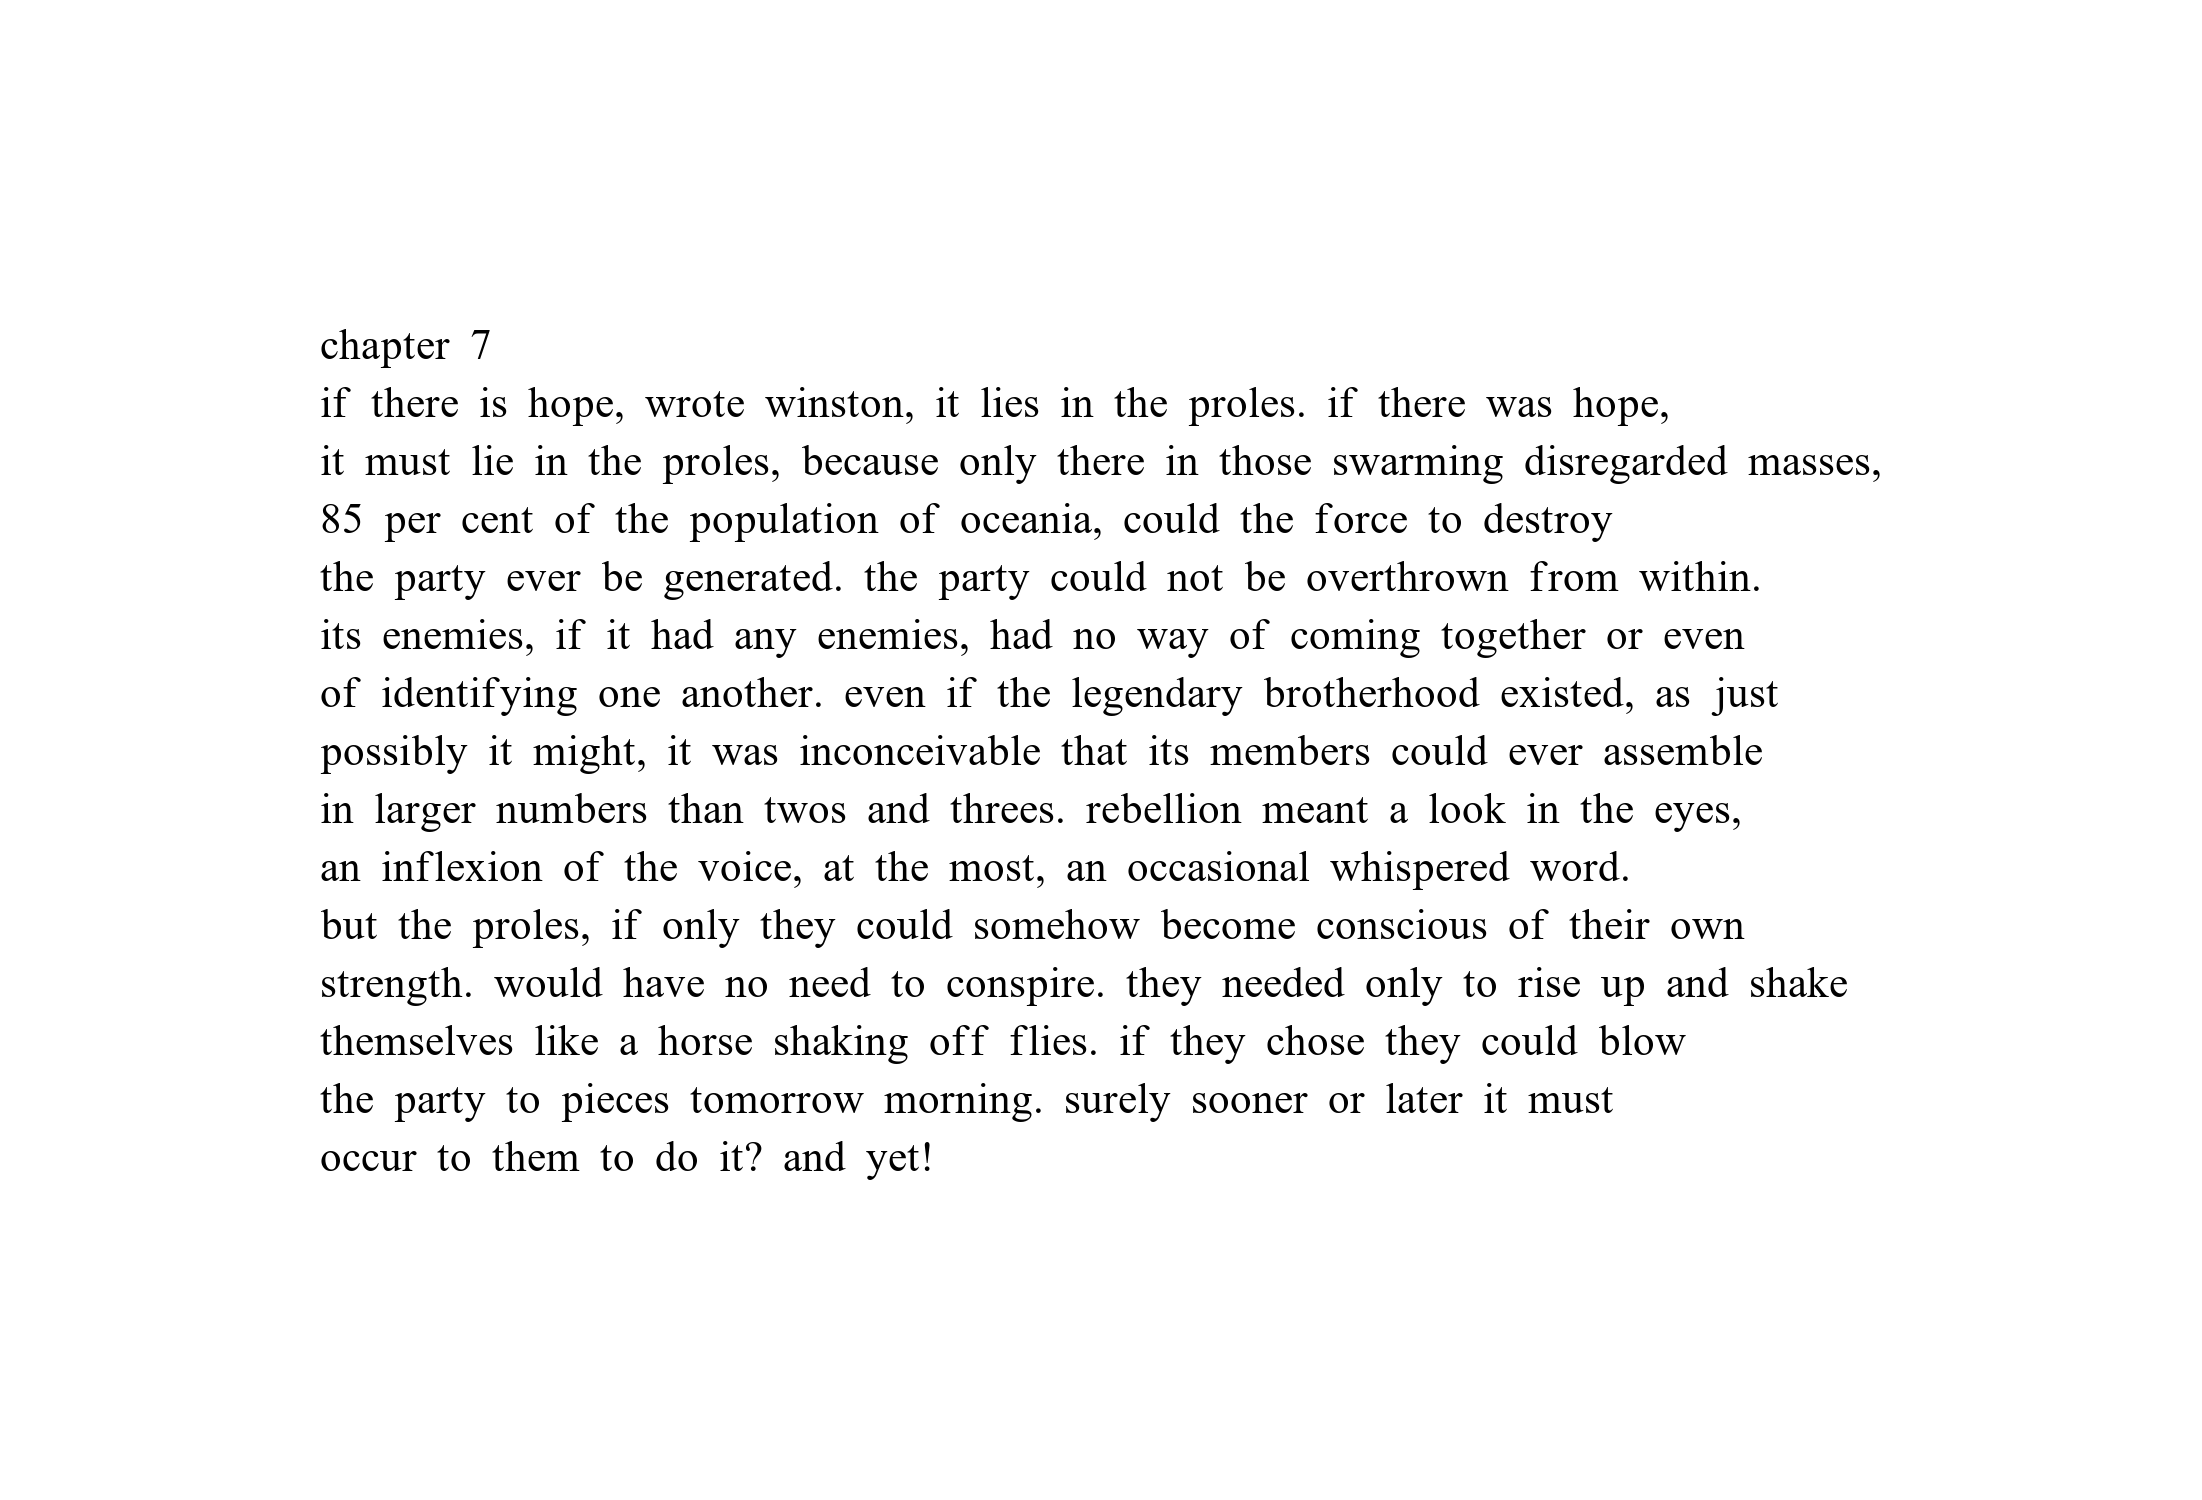 chapter 7
if there is hope, wrote winston, it lies in the proles. if there was hope,
it must lie in the proles, because only there in those swarming disregarded masses,
85 per cent of the population of oceania, could the force to destroy
the party ever be generated. the party could not be overthrown from within.
its enemies, if it had any enemies, had no way of coming together or even
of identifying one another. even if the legendary brotherhood existed, as just
possibly it might, it was inconceivable that its members could ever assemble
in larger numbers than twos and threes. rebellion meant a look in the eyes,
an inflexion of the voice, at the most, an occasional whispered word.
but the proles, if only they could somehow become conscious of their own
strength. would have no need to conspire. they needed only to rise up and shake
themselves like a horse shaking off flies. if they chose they could blow
the party to pieces tomorrow morning. surely sooner or later it must
occur to them to do it? and yet!